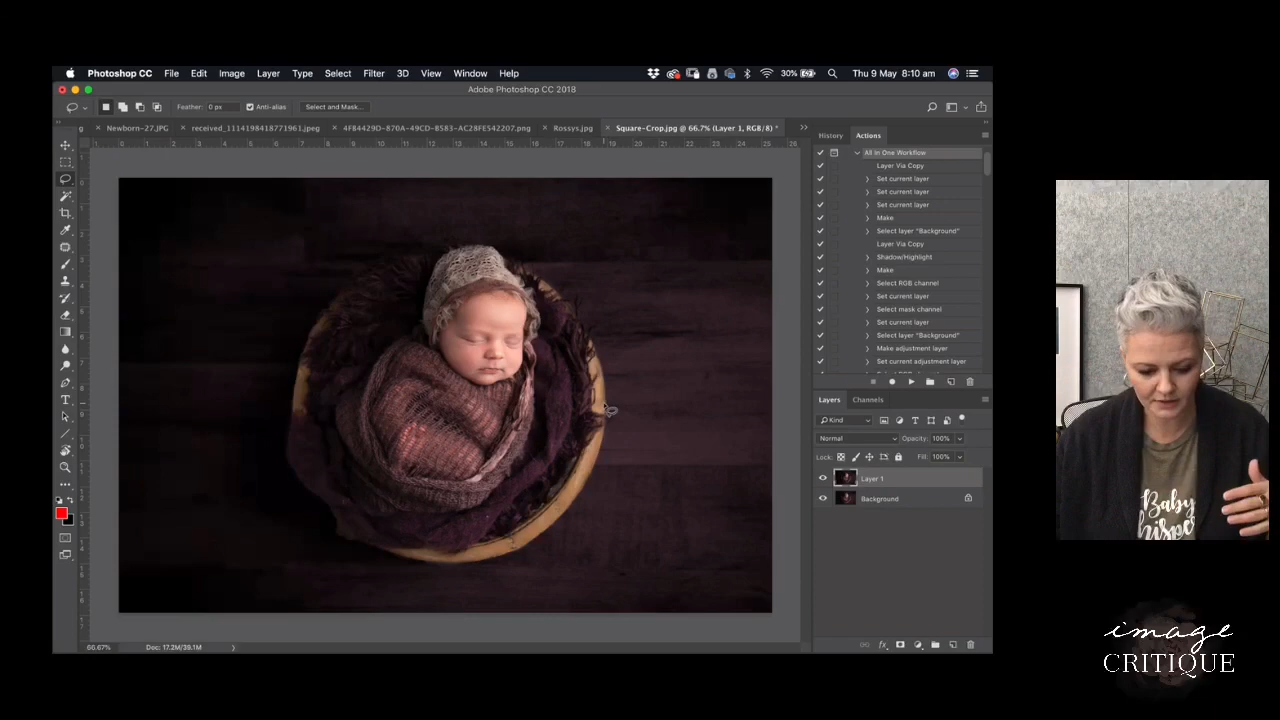 Photoshop CC File Edit Image Layer Type Select Filter 3D View Window Help 30% Thu 9 May 8:10 am
Adobe Photoshop CC 2018
Feather: 0 px Anti-alias Select and Mask...
Newborn-27.JPG received_1114198418771961.jpeg 4F84429D-870A-49CD-B583-AC28FE542207.png Rossys.jpg Square-Crop.jpg @ 66.7% (Layer 1, RGB/8) *
History Actions
All In One Workflow
Layer Via Copy
Set current layer
Set current layer
Set current layer
Make
Select layer "Background"
Layer Via Copy
Shadow/Highlight
Make
Select RGB channel
Set current layer
Select mask channel
Set current layer
Select layer "Background"
Make adjustment layer
Set current adjustment layer
Layers Channels
Kind
Normal Opacity: 100%
Lock: Fill: 100%
Layer 1
Background
66.67% Doc: 17.2M/39.1M
Baby
image
CRITIQUE